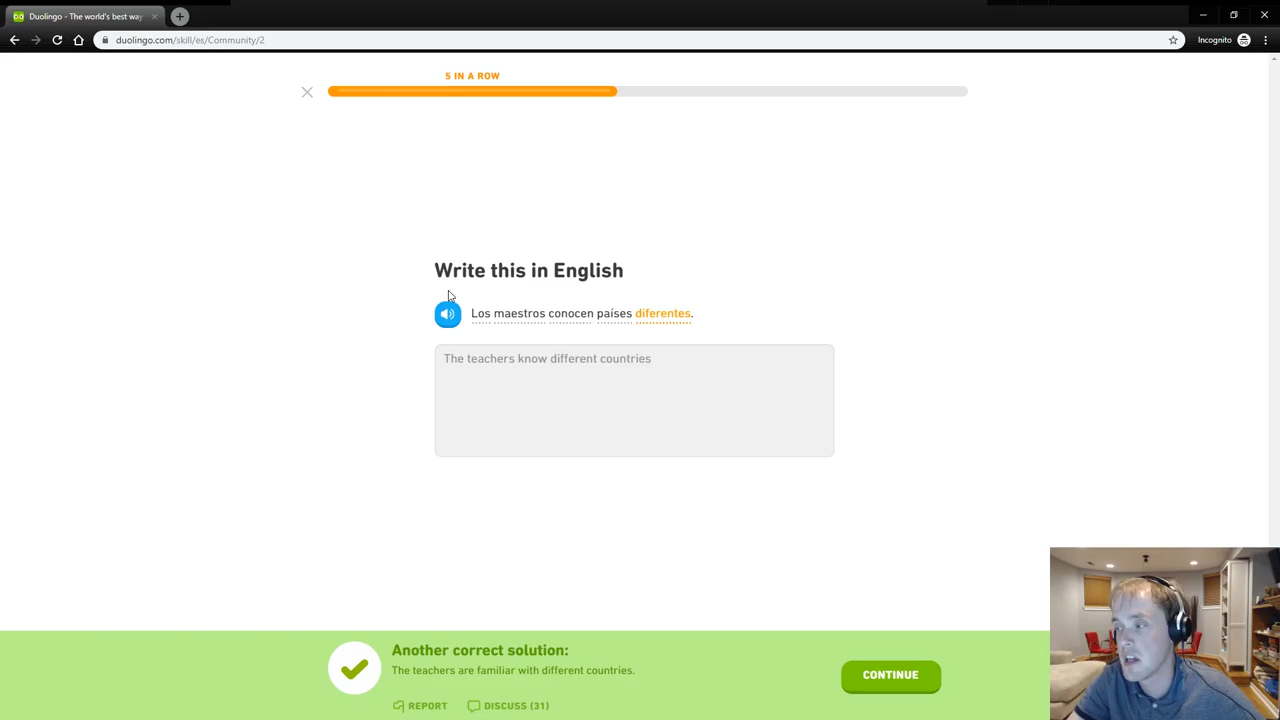 Duolingo - The world's best way
duolingo.com/skill/es/Community/2
Incognito
5 IN A ROW
Write this in English
Los maestros conocen países diferentes.
The teachers know different countries
Another correct solution:
The teachers are familiar with different countries.
CONTINUE
REPORT
DISCUSS (31)